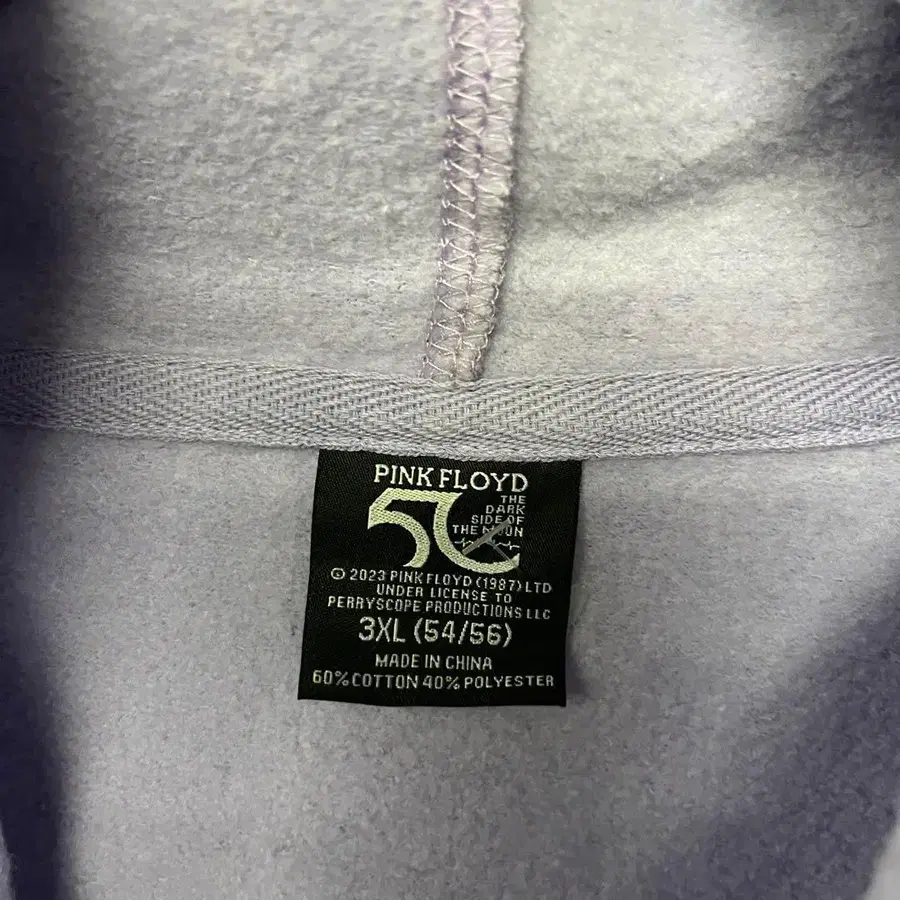 PINK FLOYD
50
THE
DARK
SIDE OF
THE MOON
© 2023 PINK FLOYD (1987) LTD
UNDER LICENSE TO
PERRYSCOPE PRODUCTIONS LLC
3XL (54/56)
MADE IN CHINA
60% COTTON 40% POLYESTER